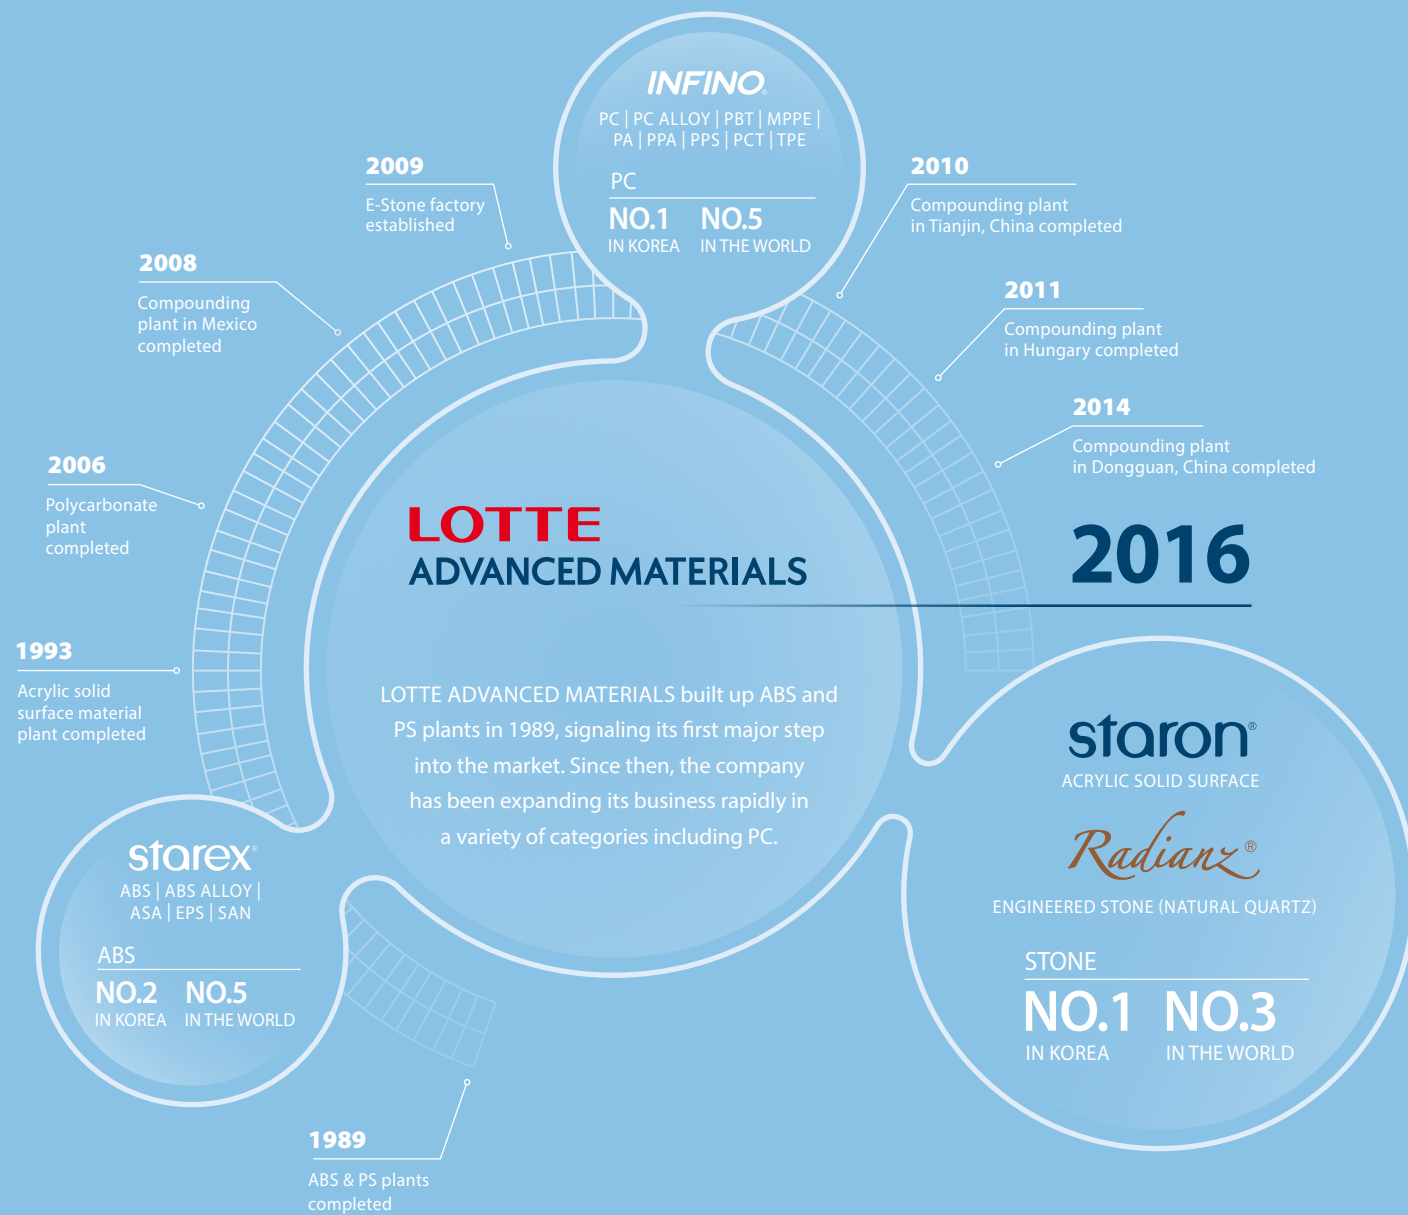 INFINO®
PC | PC ALLOY | PBT | MPPE |
PA | PPA | PPS | PCT | TPE
PC
NO.1 NO.5
IN KOREA IN THE WORLD
2009
E-Stone factory
established
2008
Compounding
plant in Mexico
completed
2006
Polycarbonate
plant
completed
1993
Acrylic solid
surface material
plant completed
2010
Compounding plant
in Tianjin, China completed
2011
Compounding plant
in Hungary completed
2014
Compounding plant
in Dongguan, China completed
2016
LOTTE
ADVANCED MATERIALS
LOTTE ADVANCED MATERIALS built up ABS and
PS plants in 1989, signaling its first major step
into the market. Since then, the company
has been expanding its business rapidly in
a variety of categories including PC.
starex®
ABS | ABS ALLOY |
ASA | EPS | SAN
ABS
NO.2 NO.5
IN KOREA IN THE WORLD
staron®
ACRYLIC SOLID SURFACE
Radianz®
ENGINEERED STONE (NATURAL QUARTZ)
STONE
NO.1 NO.3
IN KOREA IN THE WORLD
1989
ABS & PS plants
completed